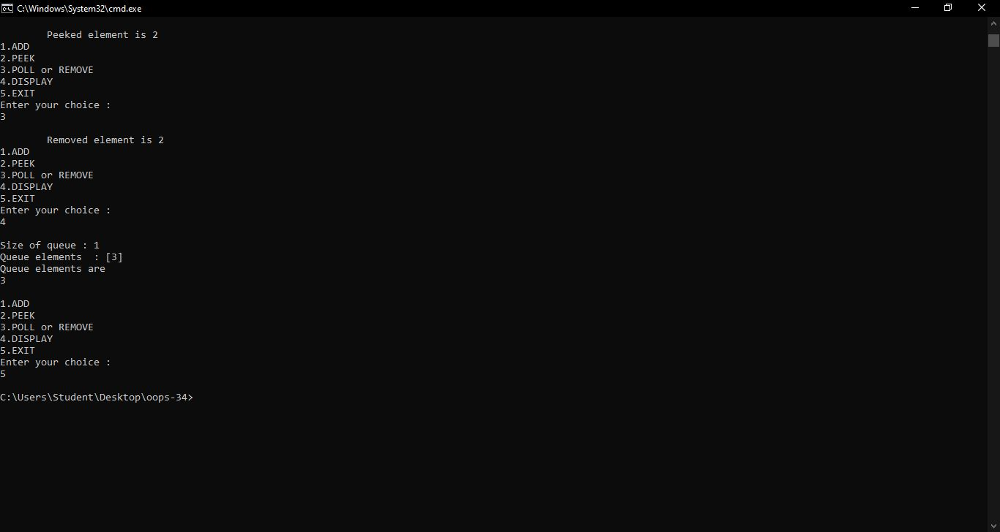 C:\Windows\System32\cmd.exe
Peeked element is 2
1.ADD
2.PEEK
3.POLL or REMOVE
4.DISPLAY
5.EXIT
Enter your choice :
3
Removed element is 2
1.ADD
2.PEEK
3.POLL or REMOVE
4.DISPLAY
5.EXIT
Enter your choice :
4
Size of queue : 1
Queue elements  : [3]
Queue elements are
3
1.ADD
2.PEEK
3.POLL or REMOVE
4.DISPLAY
5.EXIT
Enter your choice :
5
C:\Users\Student\Desktop\oops-34>